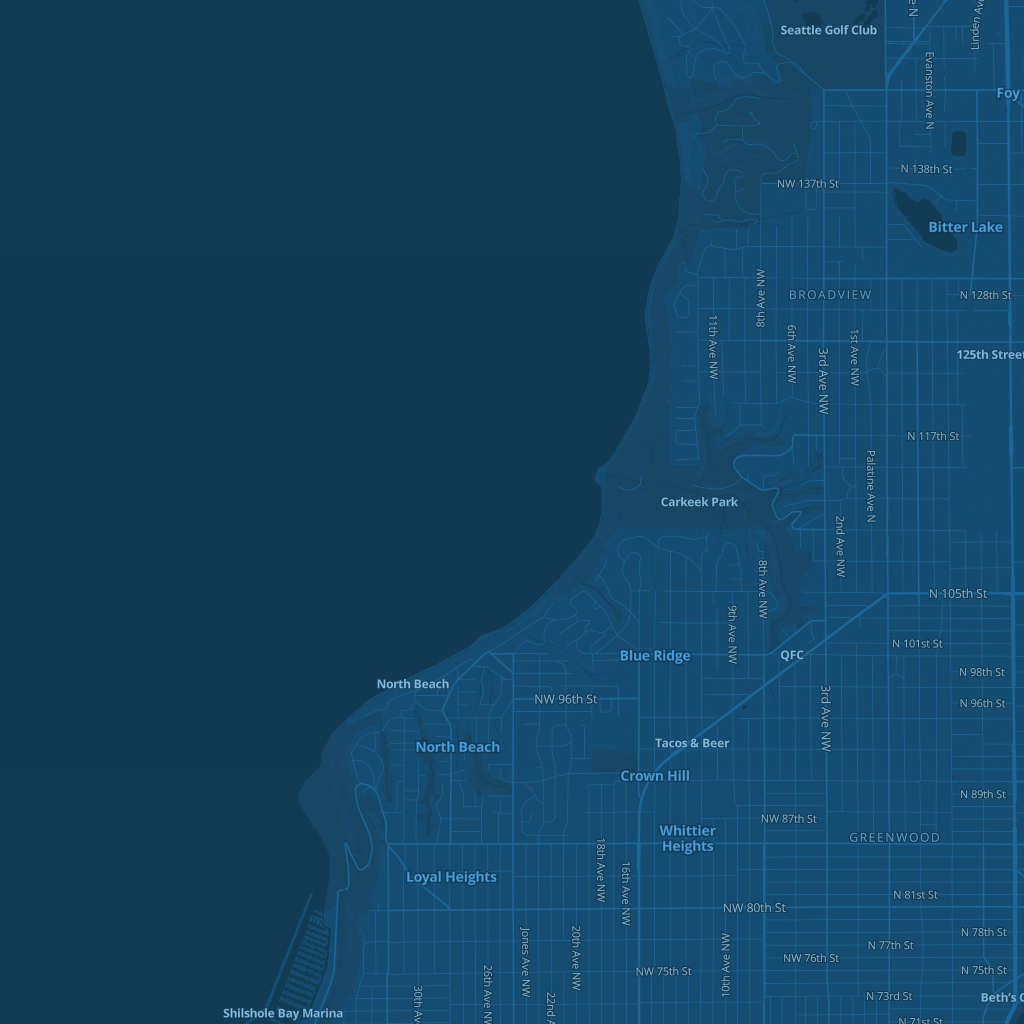 Seattle Golf Club
Linden Ave
Evanston Ave N
Foy
N 138th St
NW 137th St
Bitter Lake
8th Ave NW
BROADVIEW
N 128th St
11th Ave NW
6th Ave NW
3rd Ave NW
1st Ave NW
125th Street
N 117th St
Palatine Ave N
Carkeek Park
2nd Ave NW
8th Ave NW
N 105th St
9th Ave NW
N 101st St
Blue Ridge
QFC
N 98th St
North Beach
NW 96th St
3rd Ave NW
N 96th St
North Beach
Tacos & Beer
Crown Hill
N 89th St
NW 87th St
Whittier
Heights
GREENWOOD
18th Ave NW
16th Ave NW
Loyal Heights
N 81st St
NW 80th St
Jones Ave NW
20th Ave NW
10th Ave NW
N 78th St
N 77th St
NW 76th St
NW 75th St
N 75th St
26th Ave NW
30th Av
22nd A
N 73rd St
Beth's C
Shilshole Bay Marina
N 71st St